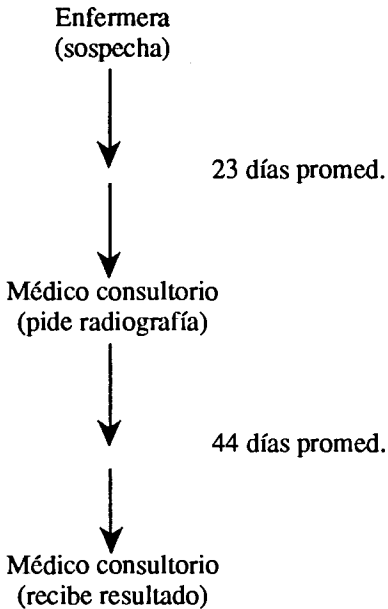 Enfermera
(sospecha)
23 días promed.
Médico consultorio
(pide radiografía)
44 días promed.
Médico consultorio
(recibe resultado)